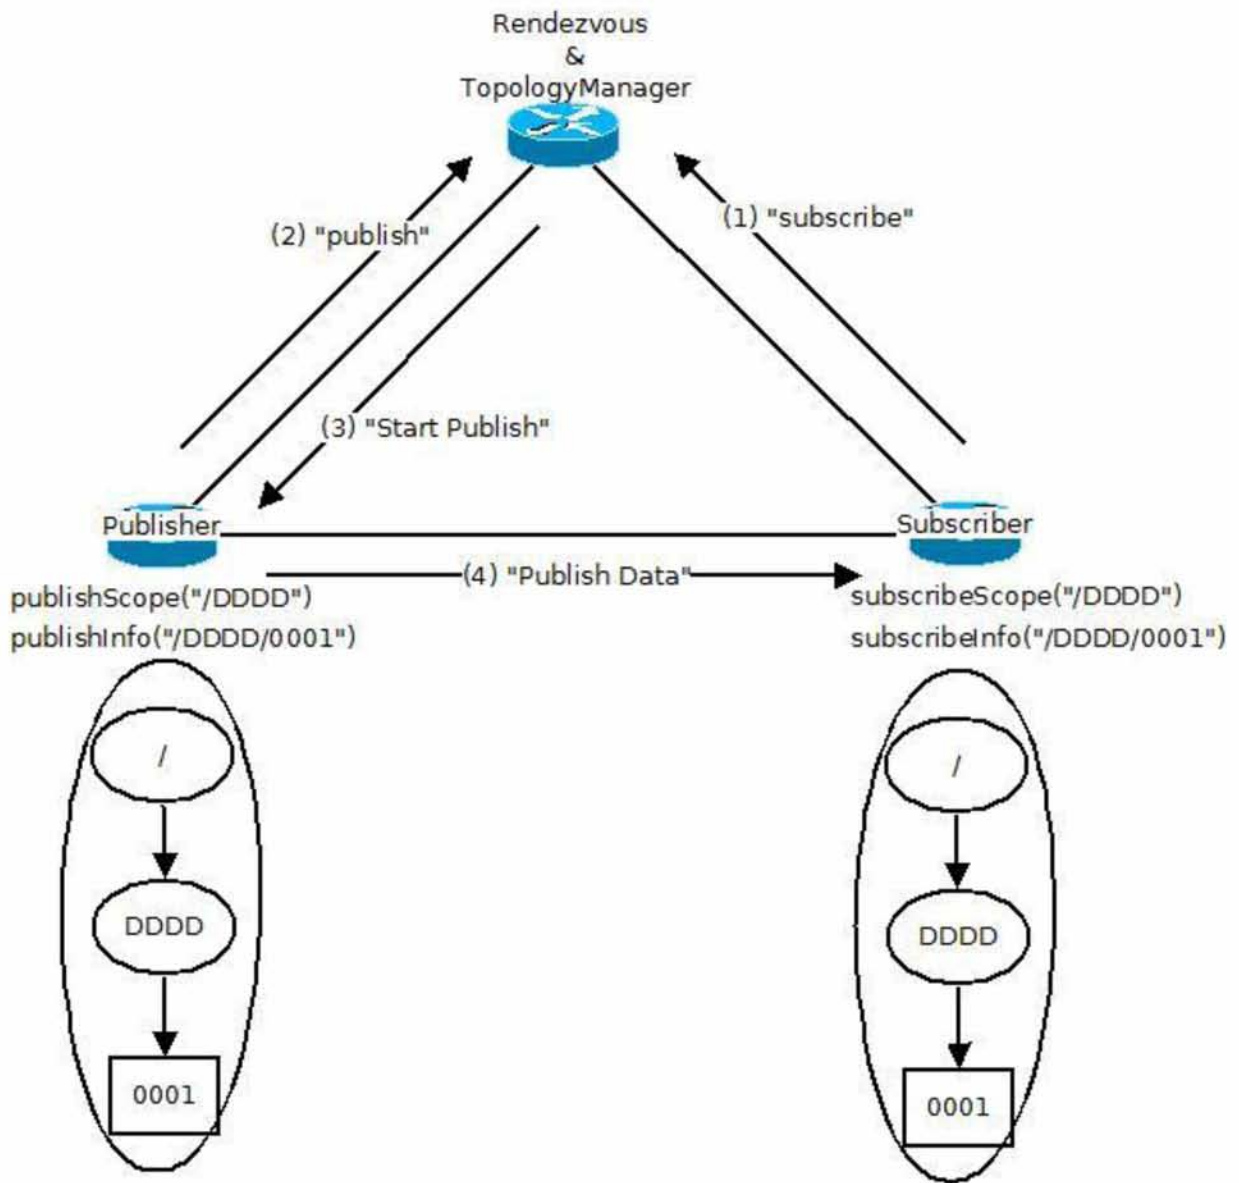 Rendezvous
&
TopologyManager
(1) "subscribe"
(2) "publish"
(3) "Start Publish"
Publisher
Subscriber
(4) "Publish Data"
publishScope("/DDDD")
publishInfo("/DDDD/0001")
subscribeScope("/DDDD")
subscribeInfo("/DDDD/0001")
/
DDDD
0001
/
DDDD
0001